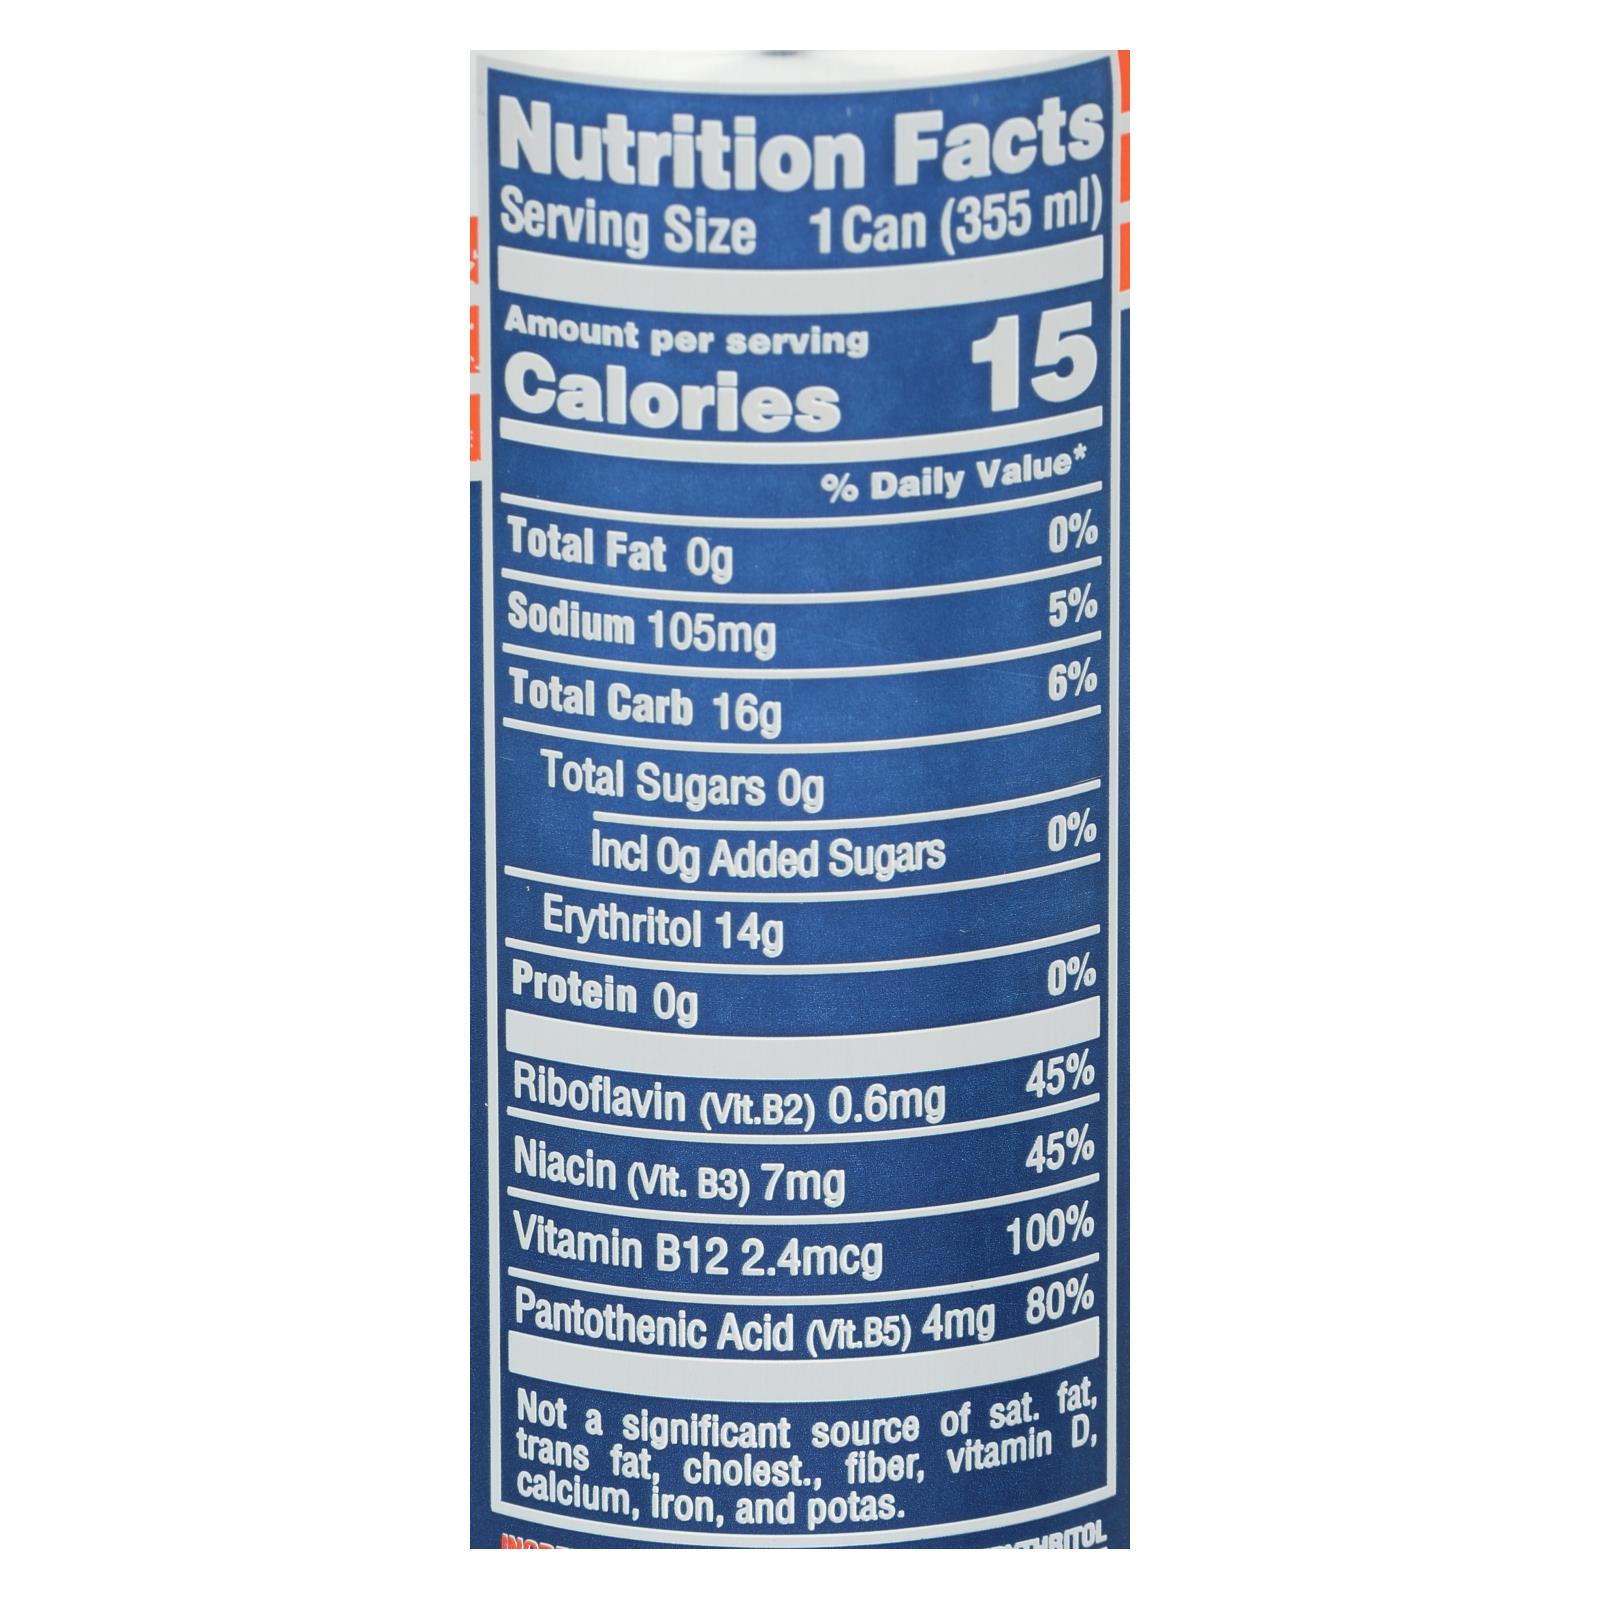 Nutrition Facts
Serving Size 1 Can (355 ml)
Amount per serving
Calories 15
% Daily Value*
Total Fat 0g 0%
Sodium 105mg 5%
Total Carb 16g 6%
Total Sugars 0g
Incl 0g Added Sugars 0%
Erythritol 14g
Protein 0g 0%
Riboflavin (Vit.B2) 0.6mg 45%
Niacin (Vit. B3) 7mg 45%
Vitamin B12 2.4mcg 100%
Pantothenic Acid (Vit.B5) 4mg 80%
Not a significant source of sat. fat,
trans fat, cholest., fiber, vitamin D,
calcium, iron, and potas.